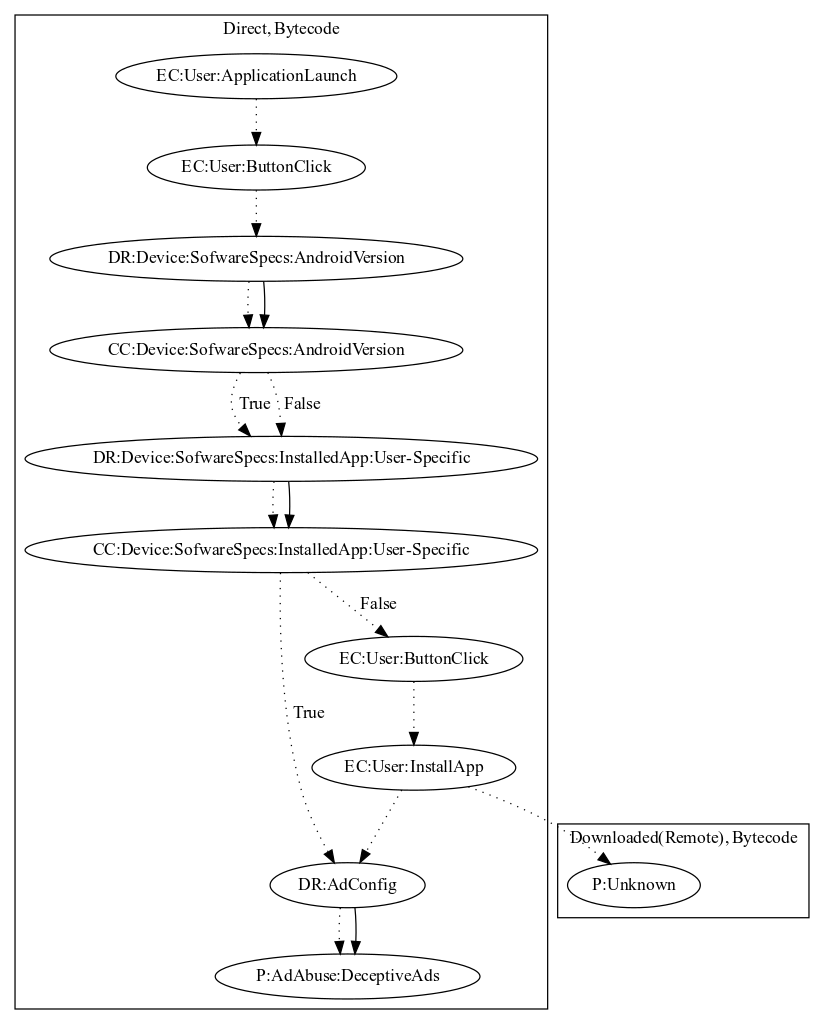 Direct, Bytecode
EC:User:ApplicationLaunch
EC:User:ButtonClick
DR:Device:SofwareSpecs:AndroidVersion
CC:Device:SofwareSpecs:AndroidVersion
True
False
DR:Device:SofwareSpecs:InstalledApp:User-Specific
CC:Device:SofwareSpecs:InstalledApp:User-Specific
False
EC:User:ButtonClick
True
EC:User:InstallApp
Downloaded(Remote), Bytecode
DR:AdConfig
P:Unknown
P:AdAbuse:DeceptiveAds